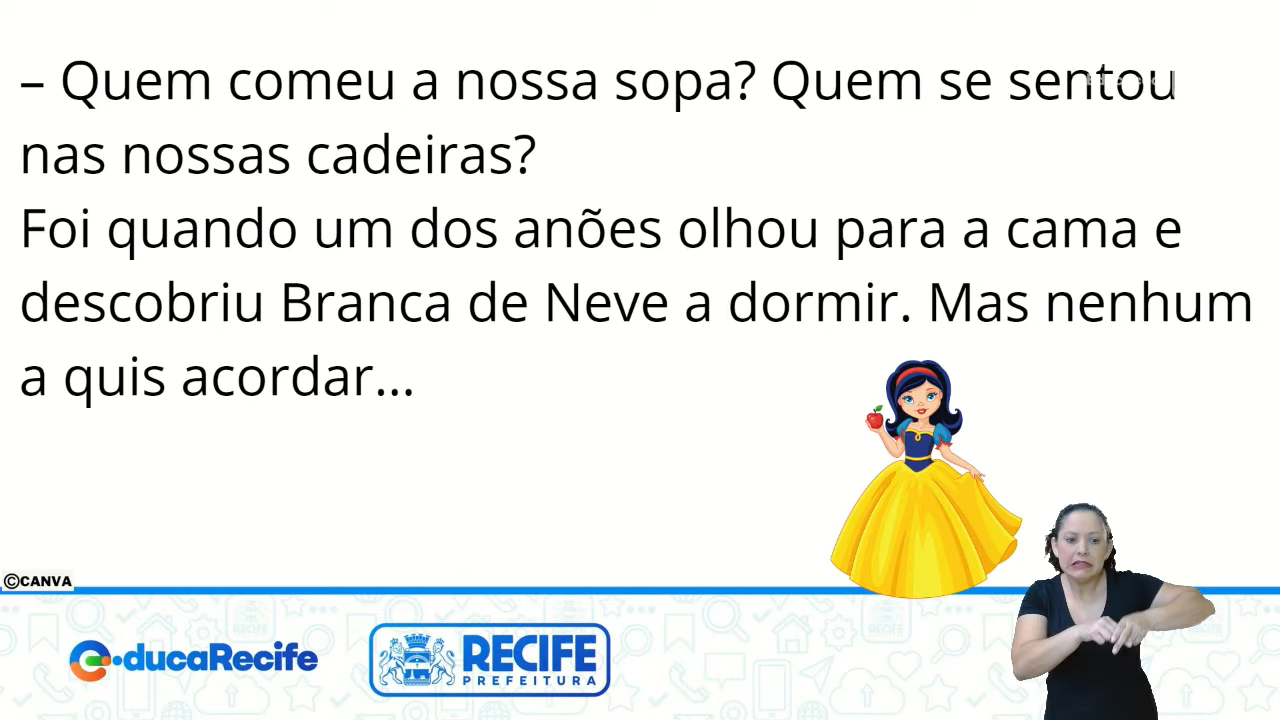 – Quem comeu a nossa sopa? Quem se sentou
nas nossas cadeiras?
Foi quando um dos anões olhou para a cama e
descobriu Branca de Neve a dormir. Mas nenhum
a quis acordar...
©CANVA
educaRecife
RECIFE
PREFEITURA